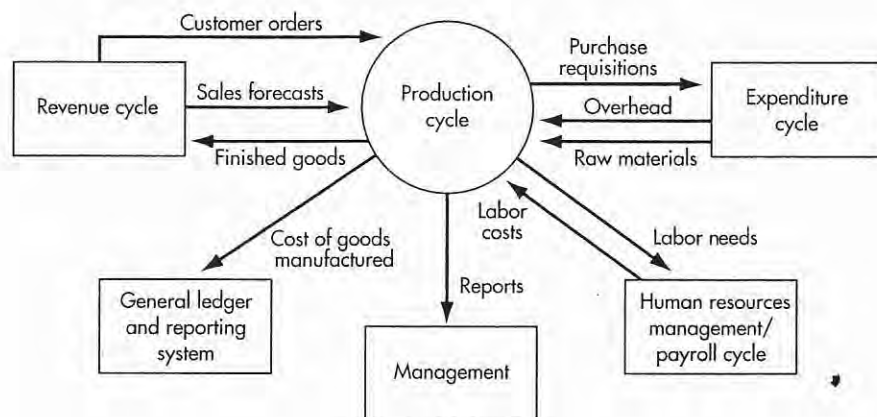 Customer orders
Revenue cycle
Sales forecasts
Finished goods
Production
cycle
Purchase
requisitions
Overhead
Raw materials
Expenditure
cycle
Cost of goods
manufactured
Labor
costs
Labor needs
Reports
General ledger
and reporting
system
Management
Human resources
management/
payroll cycle